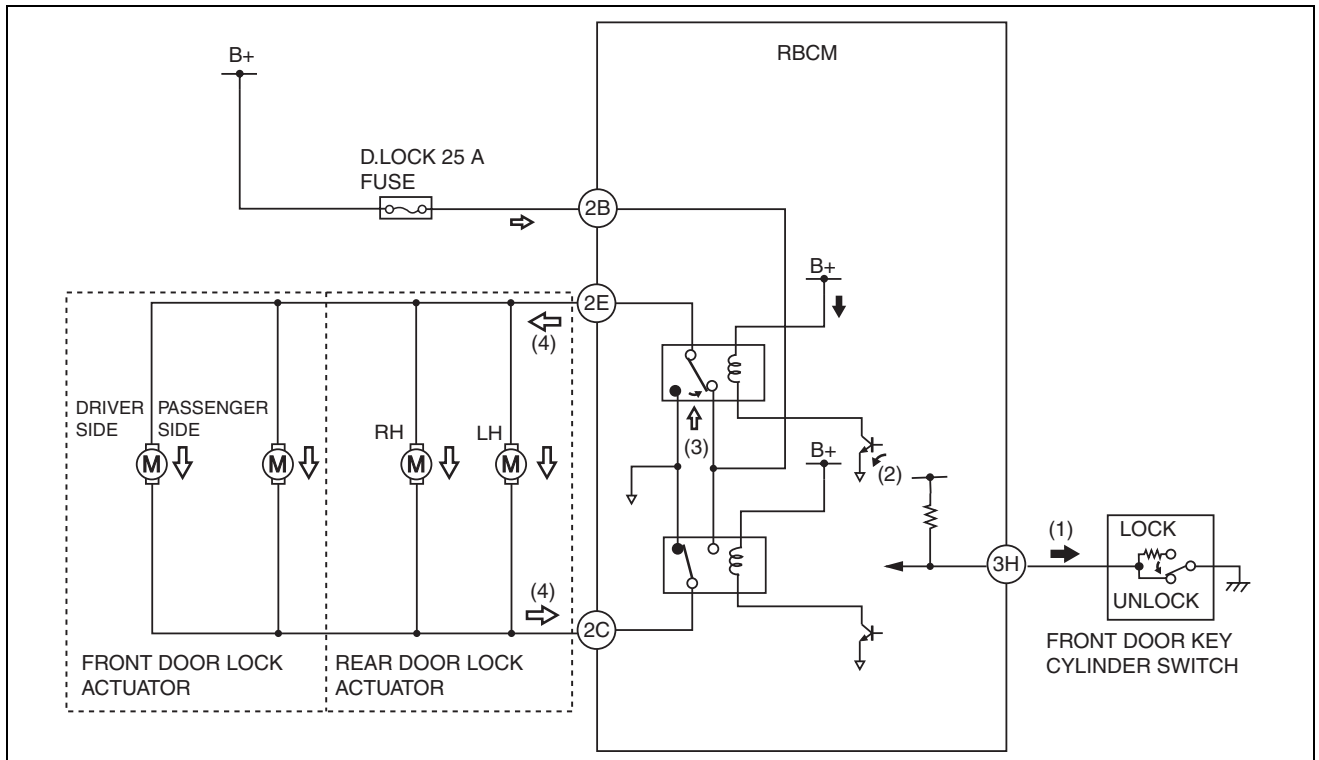 RBCM
B+
D.LOCK 25 A
FUSE
2B
B+
2E
(4)
DRIVER
SIDE
PASSENGER
SIDE
RH
LH
M
M
M
M
(3)
B+
(2)
(1)
LOCK
3H
UNLOCK
(4)
2C
FRONT DOOR KEY
CYLINDER SWITCH
FRONT DOOR LOCK
ACTUATOR
REAR DOOR LOCK
ACTUATOR